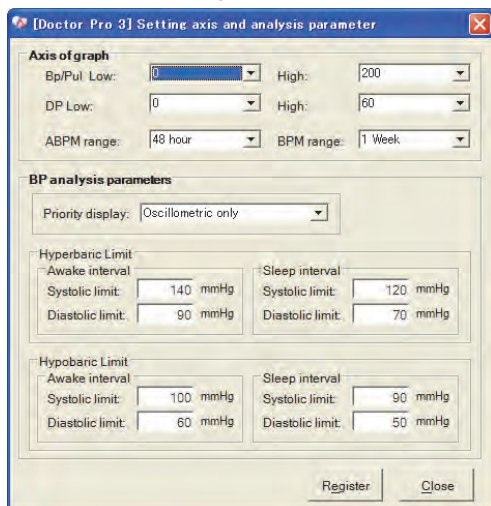 [Doctor Pro 3] Setting axis and analysis parameter
Axis of graph
Bp/Pul Low: 0 High: 200
DP Low: 0 High: 60
ABPM range: 48 hour BPM range: 1 Week
BP analysis parameters
Priority display: Oscillometric only
Hyperbaric Limit
Awake interval Sleep interval
Systolic limit: 140 mmHg Systolic limit: 120 mmHg
Diastolic limit: 90 mmHg Diastolic limit: 70 mmHg
Hypobaric Limit
Awake interval Sleep interval
Systolic limit: 100 mmHg Systolic limit: 90 mmHg
Diastolic limit: 60 mmHg Diastolic limit: 50 mmHg
Register Close